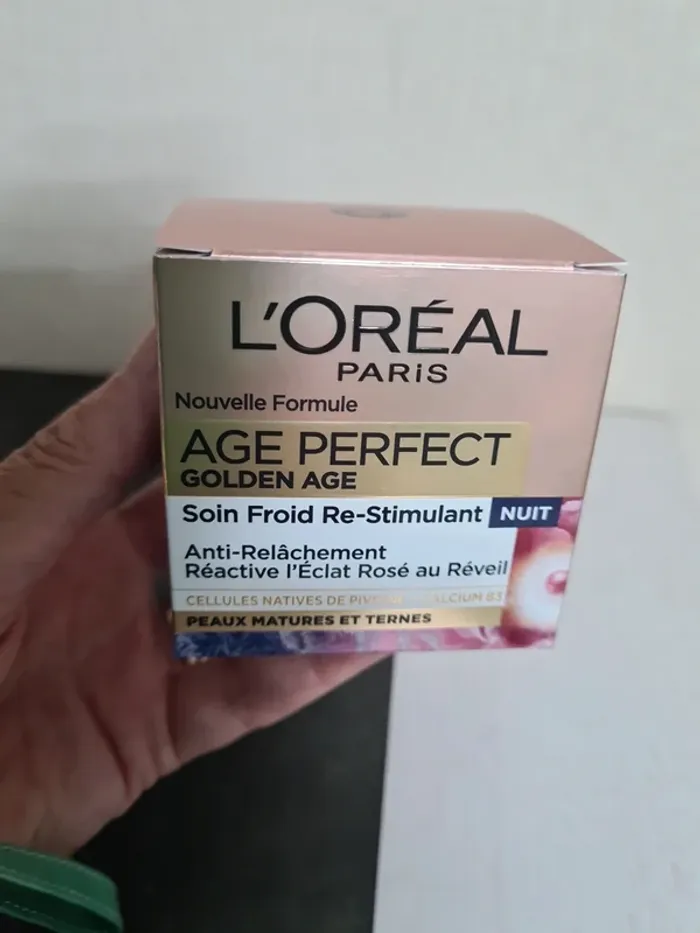 L'ORÉAL
PARiS
Nouvelle Formule
AGE PERFECT
GOLDEN AGE
Soin Froid Re-Stimulant NUIT
Anti-Relâchement
Réactive l'Éclat Rosé au Réveil
CELLULES NATIVES DE B3
PEAUX MATURES ET TERNES